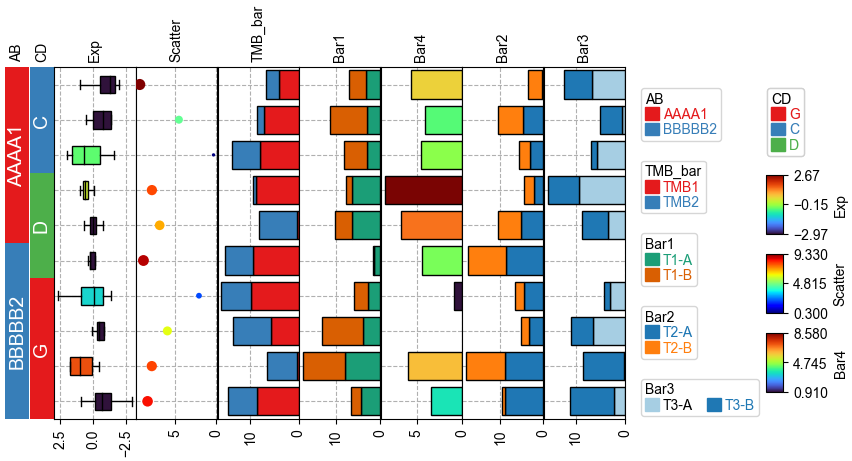 AB
CD
Exp
Scatter
TMB_bar
Bar1
Bar4
Bar2
Bar3
AAAA1
BBBBB2
C
D
G
2.5
0.0
−2.5
5
0
10
0
10
0
5
0
10
0
10
0
AB
AAAA1
BBBBB2
TMB_bar
TMB1
TMB2
Bar1
T1-A
T1-B
Bar2
T2-A
T2-B
Bar3
T3-A
T3-B
CD
G
C
D
2.67
−0.15
−2.97
Exp
9.330
4.815
0.300
Scatter
8.580
4.745
0.910
Bar4